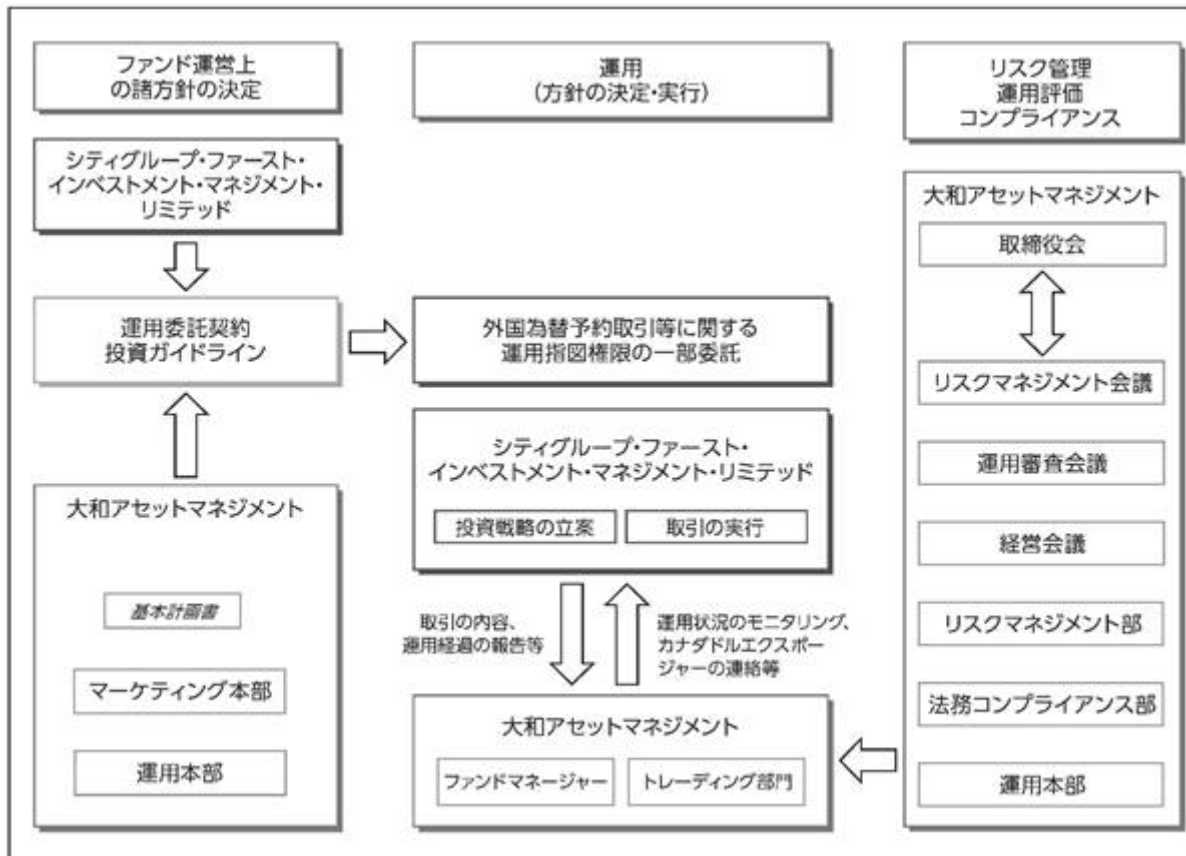 ファンド運営上
の諸方針の決定
シティグループ・ファースト・
インベストメント・マネジメント・
リミテッド
運用委託契約
投資ガイドライン
大和アセットマネジメント
基本計画書
マーケティング本部
運用本部
運用
(方針の決定・実行)
外国為替予約取引等に関する
運用指図権限の一部委託
シティグループ・ファースト・
インベストメント・マネジメント・リミテッド
投資戦略の立案
取引の実行
取引の内容、
運用経過の報告等
運用状況のモニタリング、
カナダドルエクスポー
ジャーの連絡等
大和アセットマネジメント
ファンドマネージャー
トレーディング部門
リスク管理
運用評価
コンプライアンス
大和アセットマネジメント
取締役会
リスクマネジメント会議
運用審査会議
経営会議
リスクマネジメント部
法務コンプライアンス部
運用本部